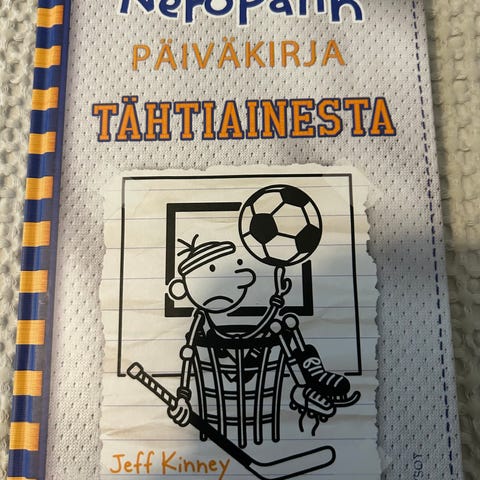 Neropatin
PÄIVÄKIRJA
TÄHTIAINESTA
Jeff Kinney